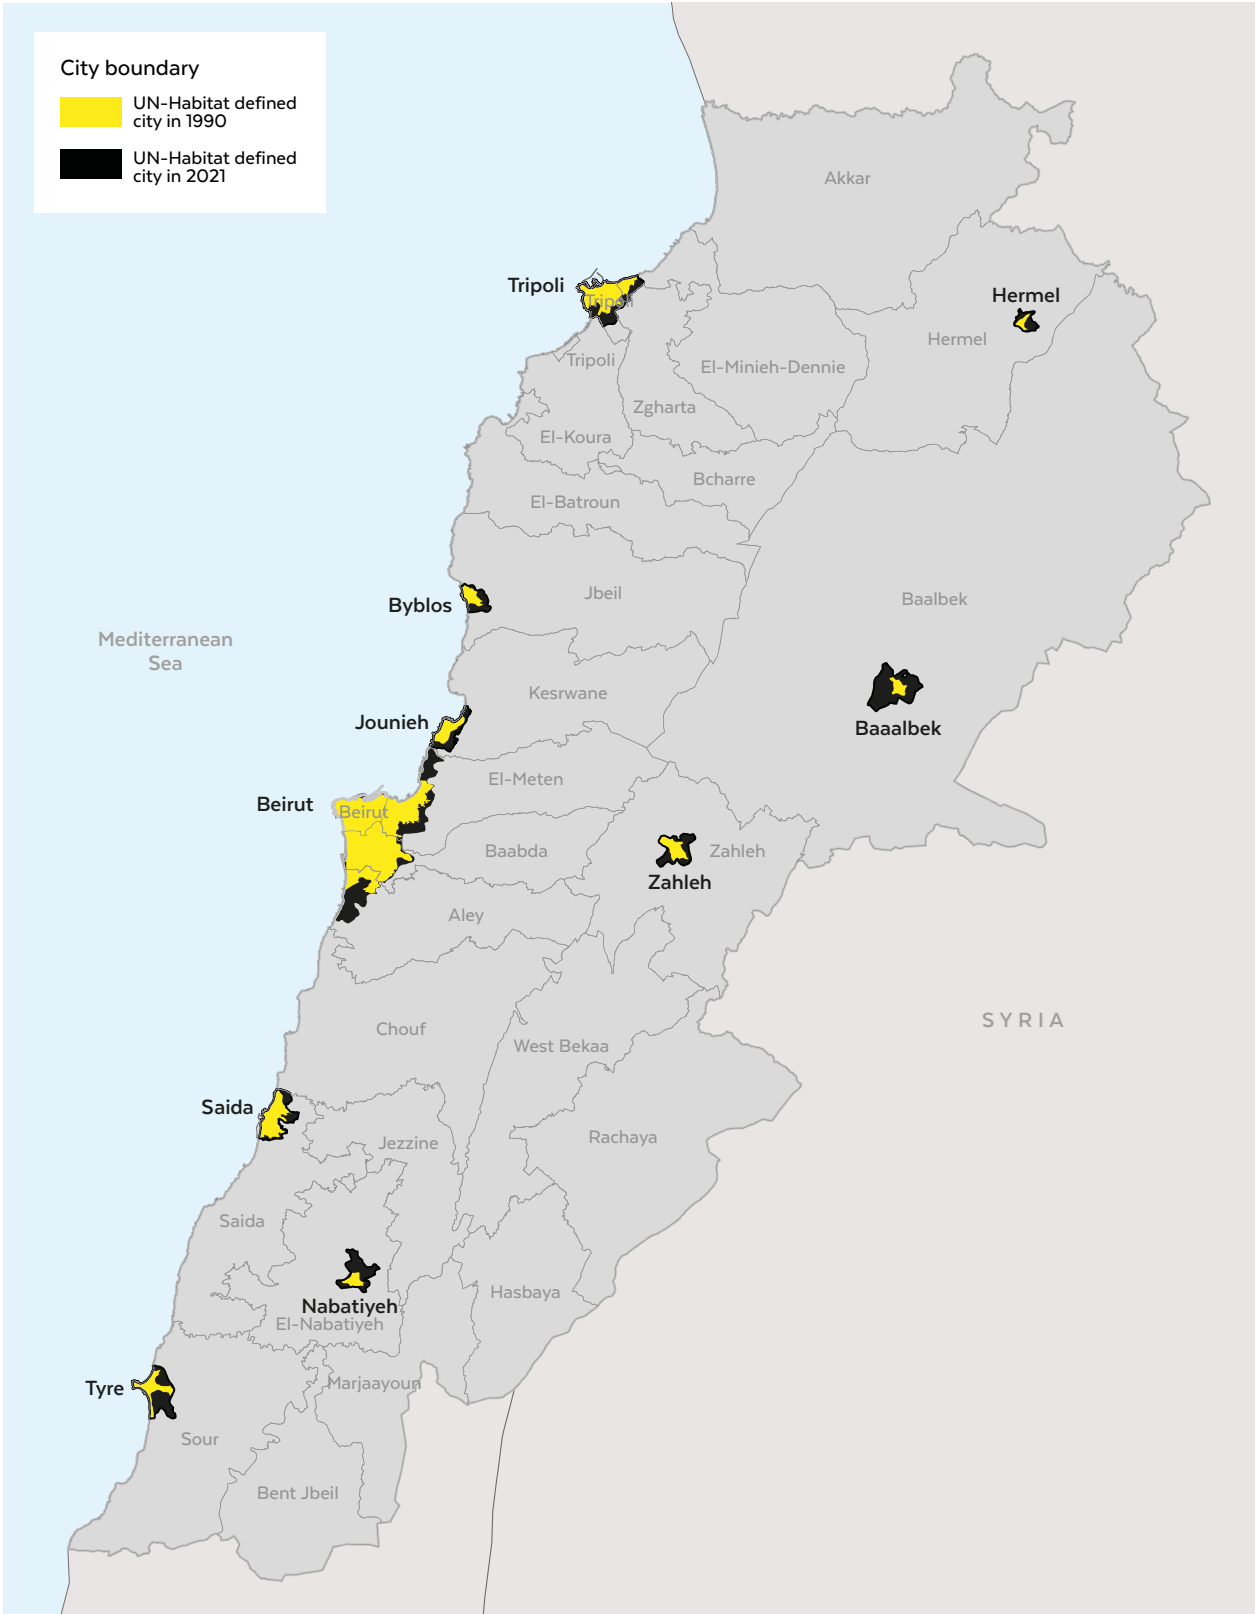 City boundary
UN-Habitat defined
city in 1990
UN-Habitat defined
city in 2021
Akkar
Tripoli
Tripoli
Hermel
Hermel
Tripoli
El-Minieh-Dennie
Zgharta
El-Koura
Bcharre
El-Batroun
Byblos
Jbeil
Baalbek
Mediterranean
Sea
Kesrwane
Jounieh
Baaalbek
El-Meten
Beirut
Beirut
Baabda
Zahleh
Zahleh
Aley
Chouf
SYRIA
West Bekaa
Saida
Jezzine
Rachaya
Saida
Hasbaya
Nabatiyeh
El-Nabatiyeh
Tyre
Marjaayoun
Sour
Bent Jbeil